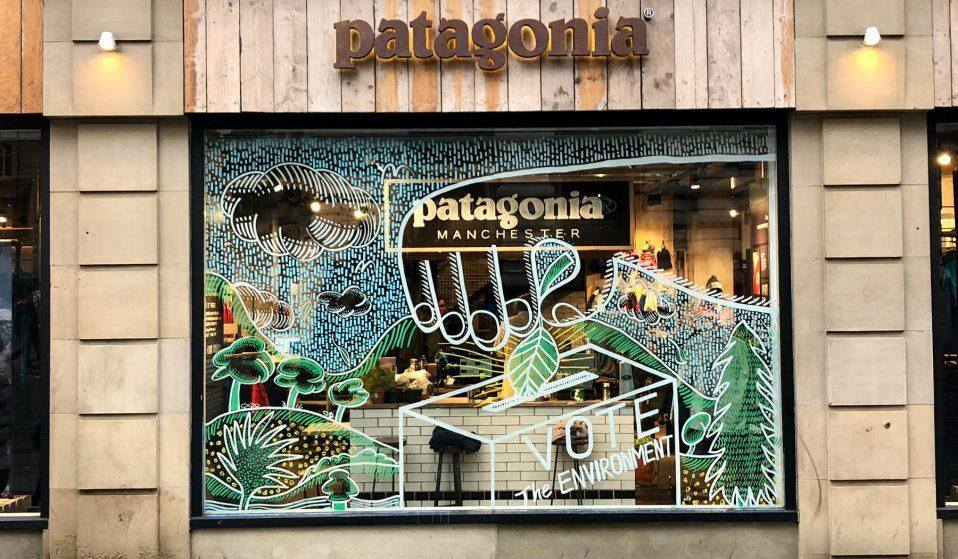 patagonia®
patagonia
MANCHESTER
VOTE
The ENVIRONMENT